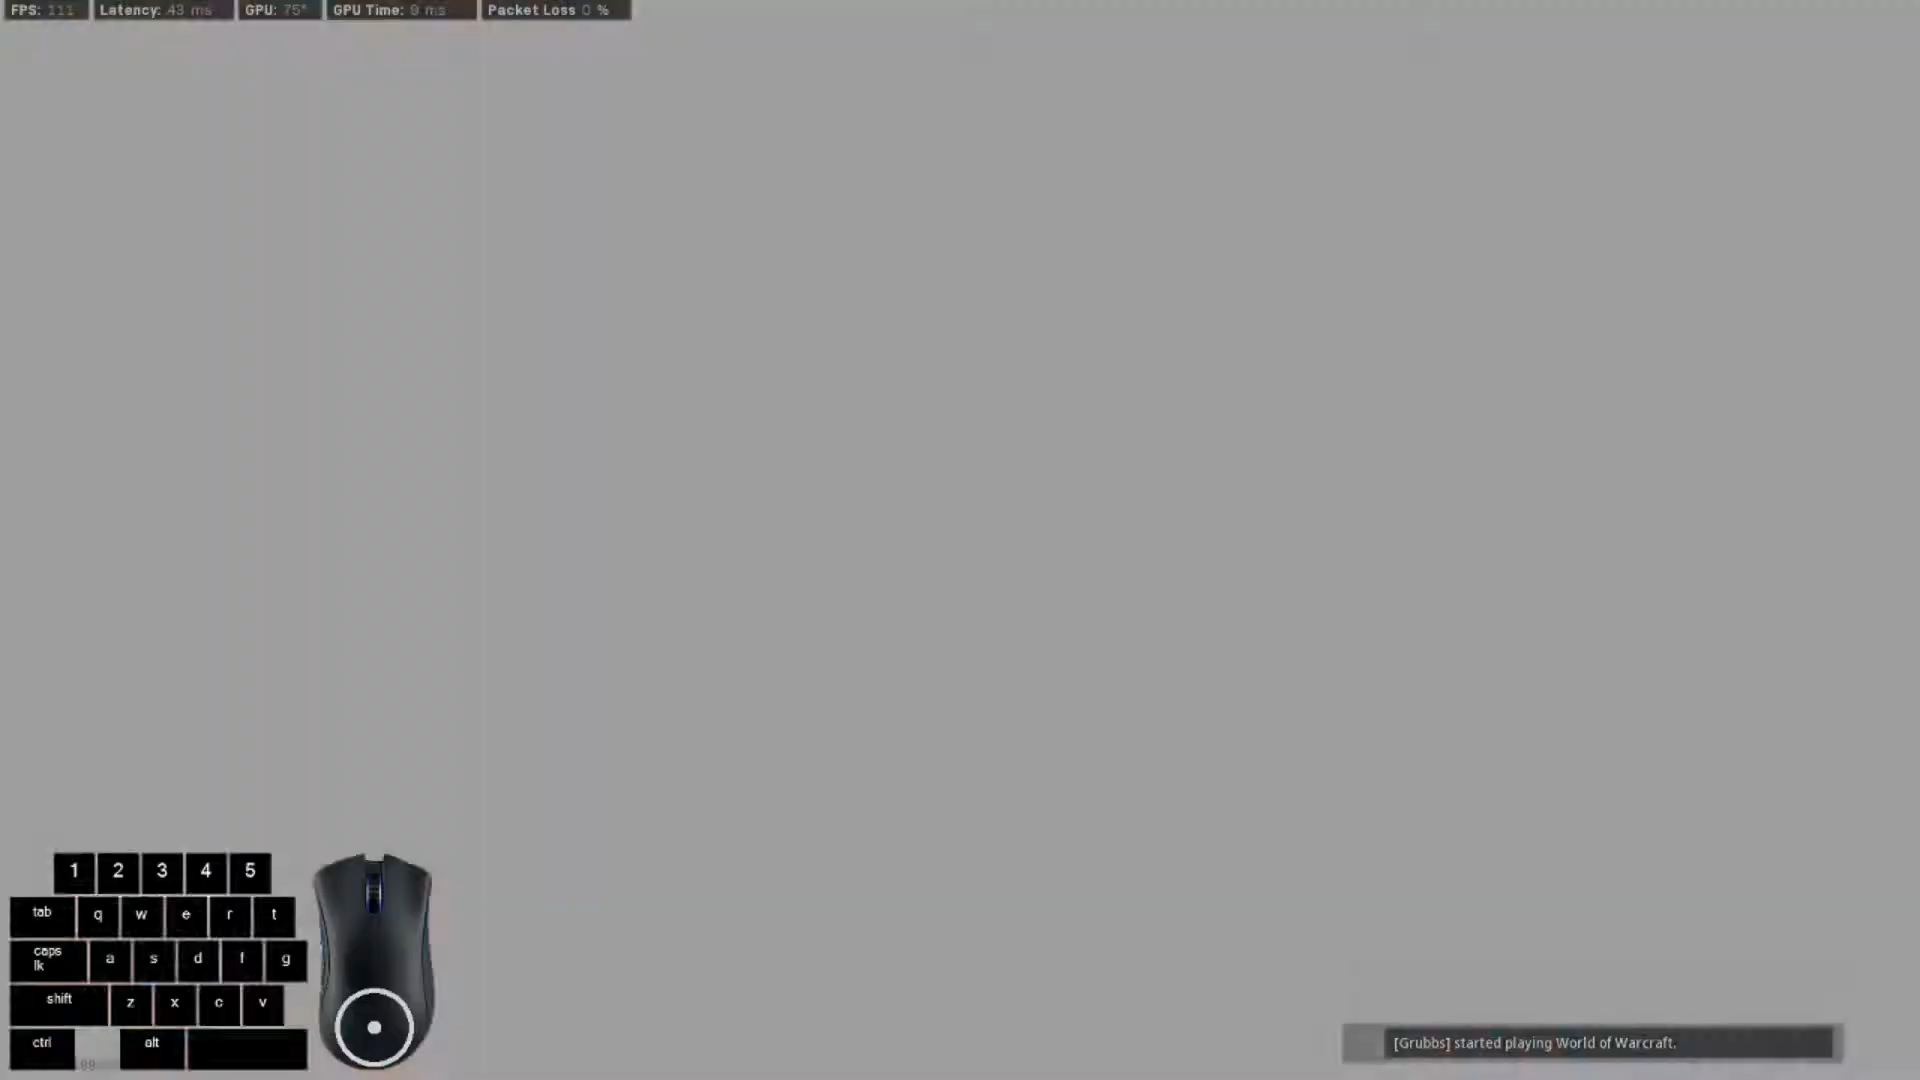 FPS: 111 Latency: 43 ms GPU: 75° GPU Time: 9 ms Packet Loss 0 %
1 2 3 4 5
tab q w e r t
caps lk a s d f g
shift z x c v
ctrl alt
99
[Grubbs] started playing World of Warcraft.